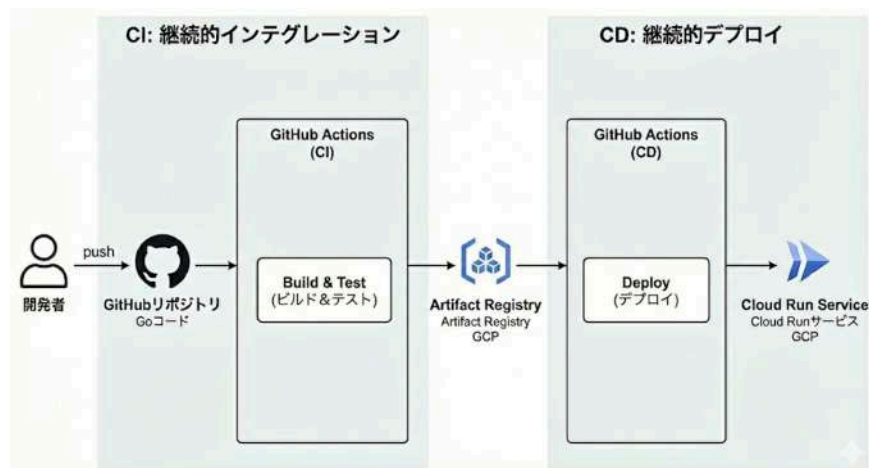 CI: 継続的インテグレーション
CD: 継続的デプロイ
GitHub Actions
(CI)
GitHub Actions
(CD)
push
Build & Test
(ビルド＆テスト)
Deploy
(デプロイ)
開発者
GitHubリポジトリ
Goコード
Artifact Registry
Artifact Registry
GCP
Cloud Run Service
Cloud Runサービス
GCP